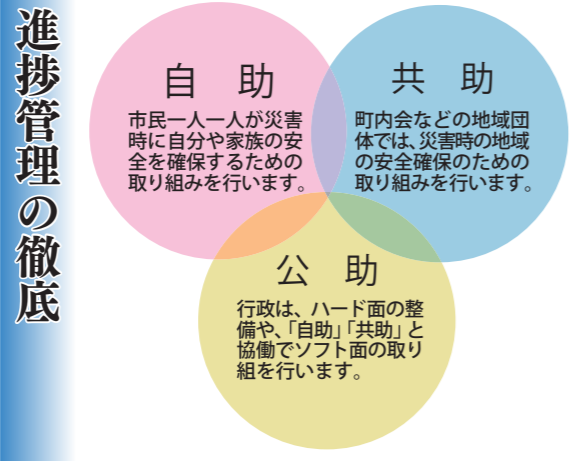 進捗管理の徹底
自　助
市民一人一人が災害
時に自分や家族の安
全を確保するための
取り組みを行います。
共　助
町内会などの地域団
体では、災害時の地域
の安全確保のための
取り組みを行います。
公　助
行政は、ハード面の整
備や、「自助」「共助」と
協働でソフト面の取り
組を行います。